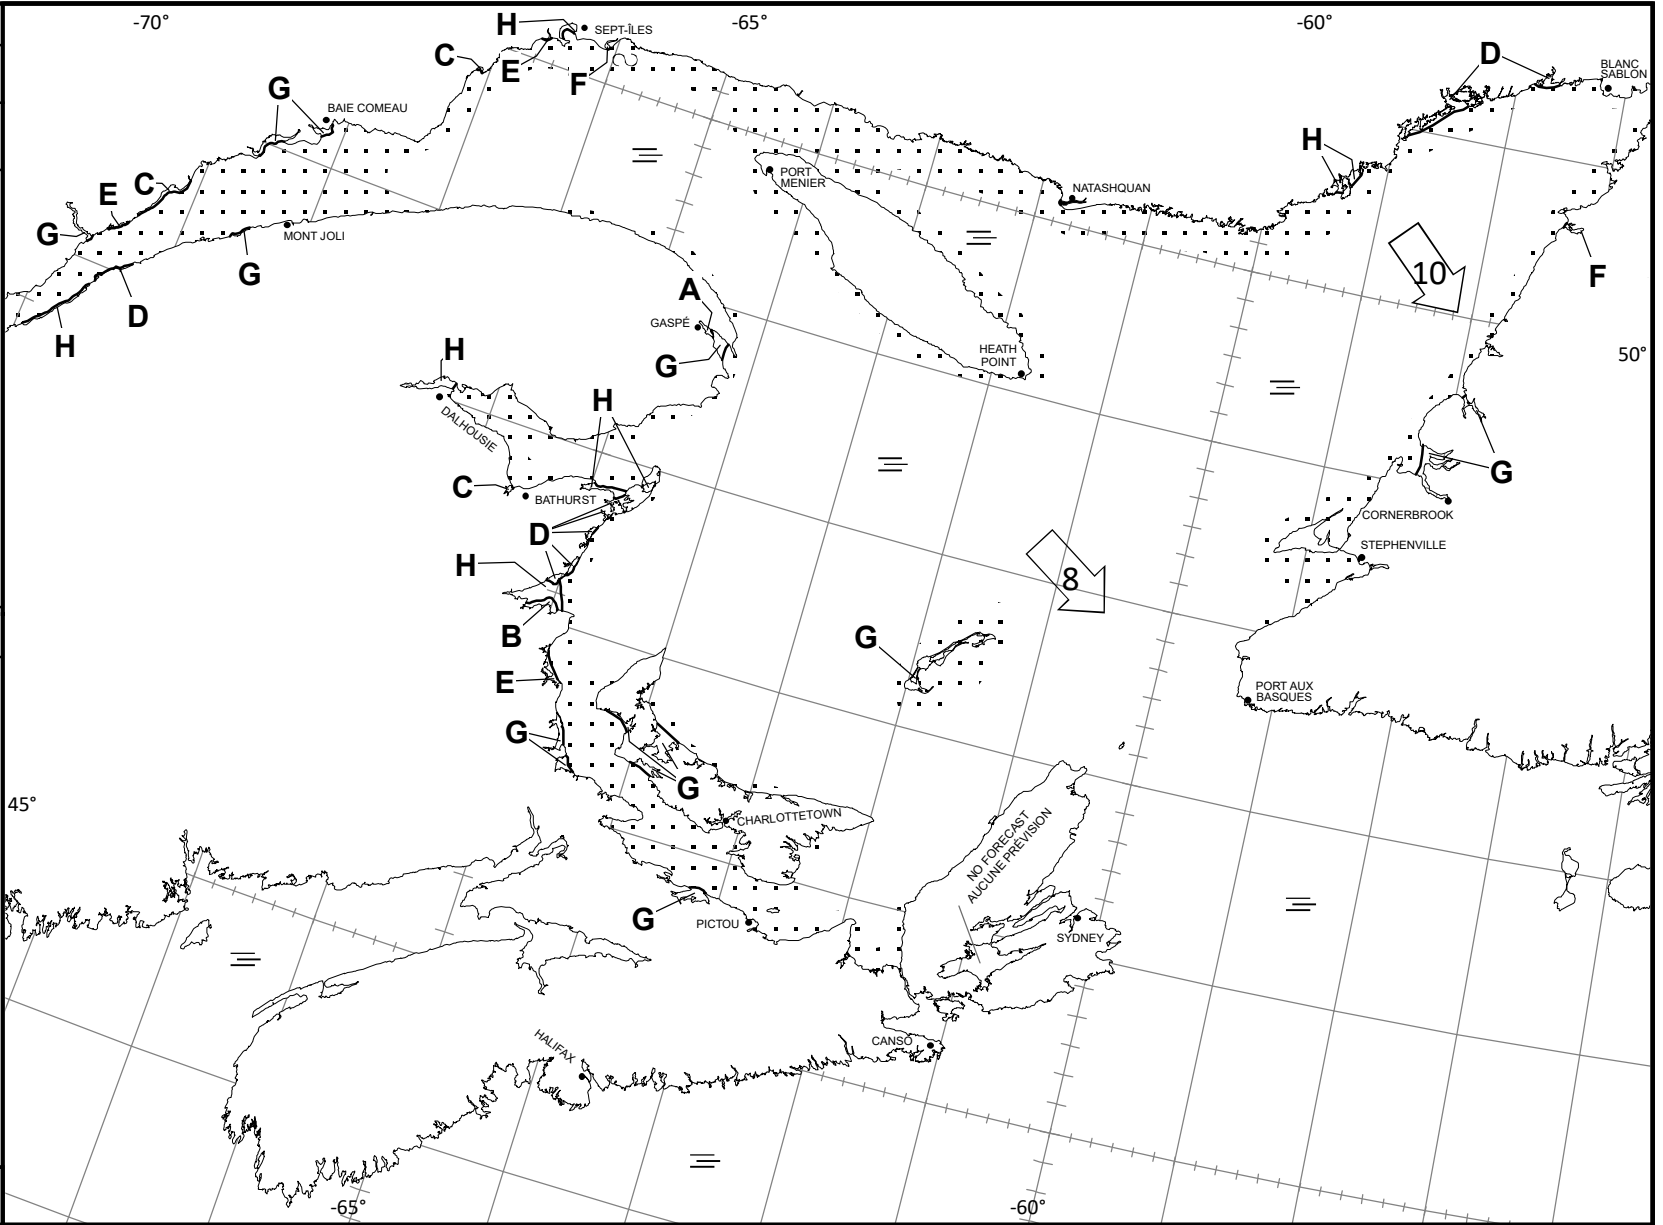 -70°
-65°
-60°
H
SEPT-ÎLES
C
E
F
D
BLANC
SABLON
G
BAIE COMEAU
H
PORT
MENIER
E
C
NATASHQUAN
G
MONT JOLI
G
D
H
10
F
A
GASPÉ
G
HEATH
POINT
50°
H
DALHOUSIE
H
C
BATHURST
G
CORNERBROOK
D
STEPHENVILLE
H
8
B
G
E
PORT AUX
BASQUES
G
G
45°
CHARLOTTETOWN
NO FORECAST
AUCUNE PRÉVISION
G
PICTOU
SYDNEY
CANSO
HALIFAX
-65°
-60°